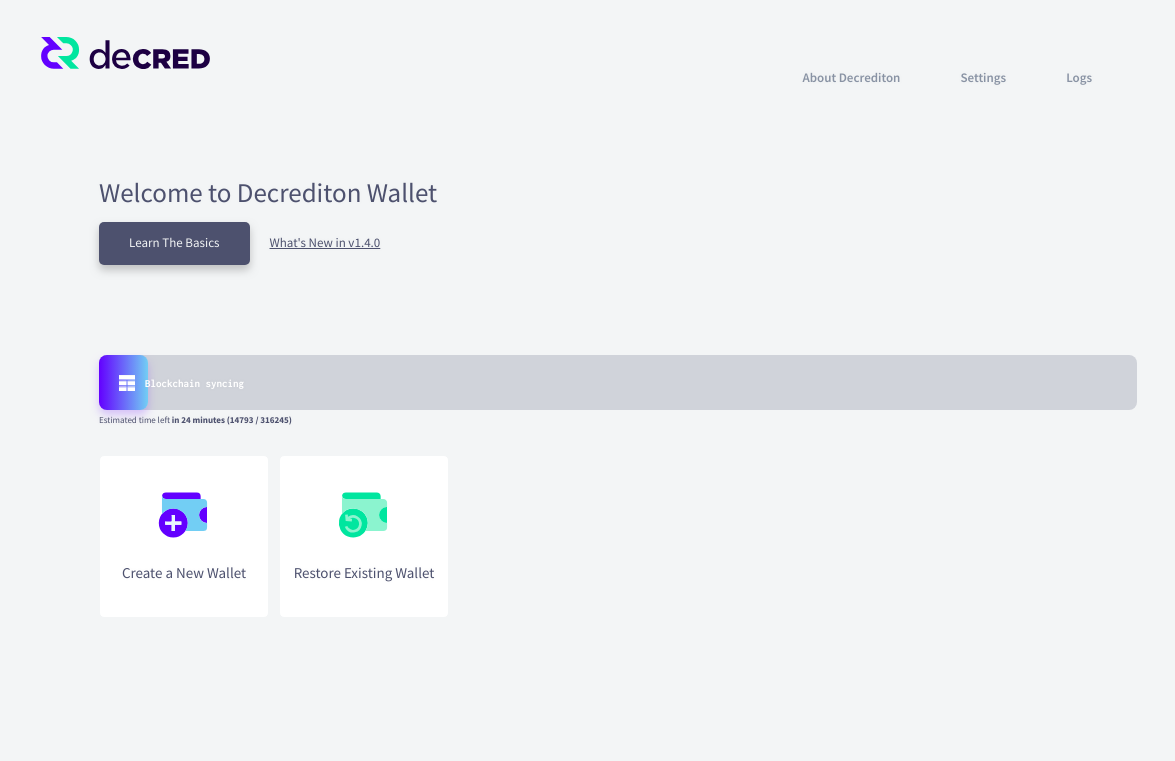 deCRED
About Decrediton Settings Logs
Welcome to Decrediton Wallet
Learn The Basics What's New in v1.4.0
Blockchain syncing
Estimated time left in 24 minutes (14793 / 316245)
Create a New Wallet Restore Existing Wallet